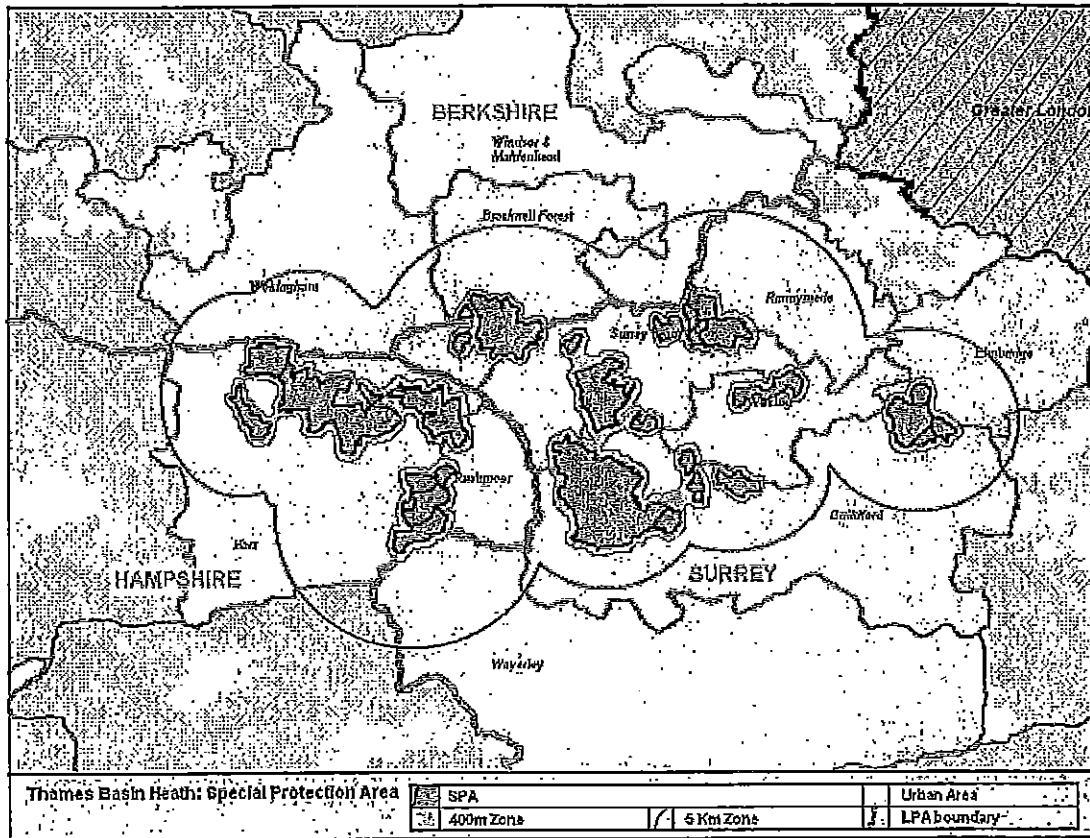 BERKSHIRE
Greater Londo
Windsor &
Maidenhead
Bracknell Forest
Wokingham
Runnymede
Surrey
Elmbridge
Rushmoor
Guildford
Hart
HAMPSHIRE
SURREY
Waverley
Thames Basin Heath: Special Protection Area
SPA
Urban Area
400m Zone
5 Km Zone
LPA boundary